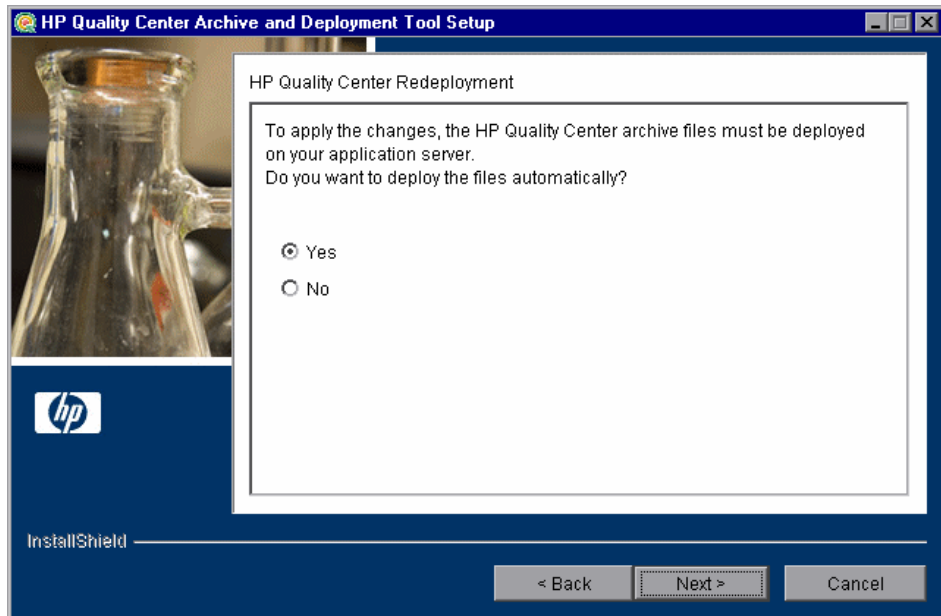 HP Quality Center Archive and Deployment Tool Setup
HP Quality Center Redeployment
To apply the changes, the HP Quality Center archive files must be deployed
on your application server.
Do you want to deploy the files automatically?
Yes
No
hp
InstallShield
< Back
Next >
Cancel